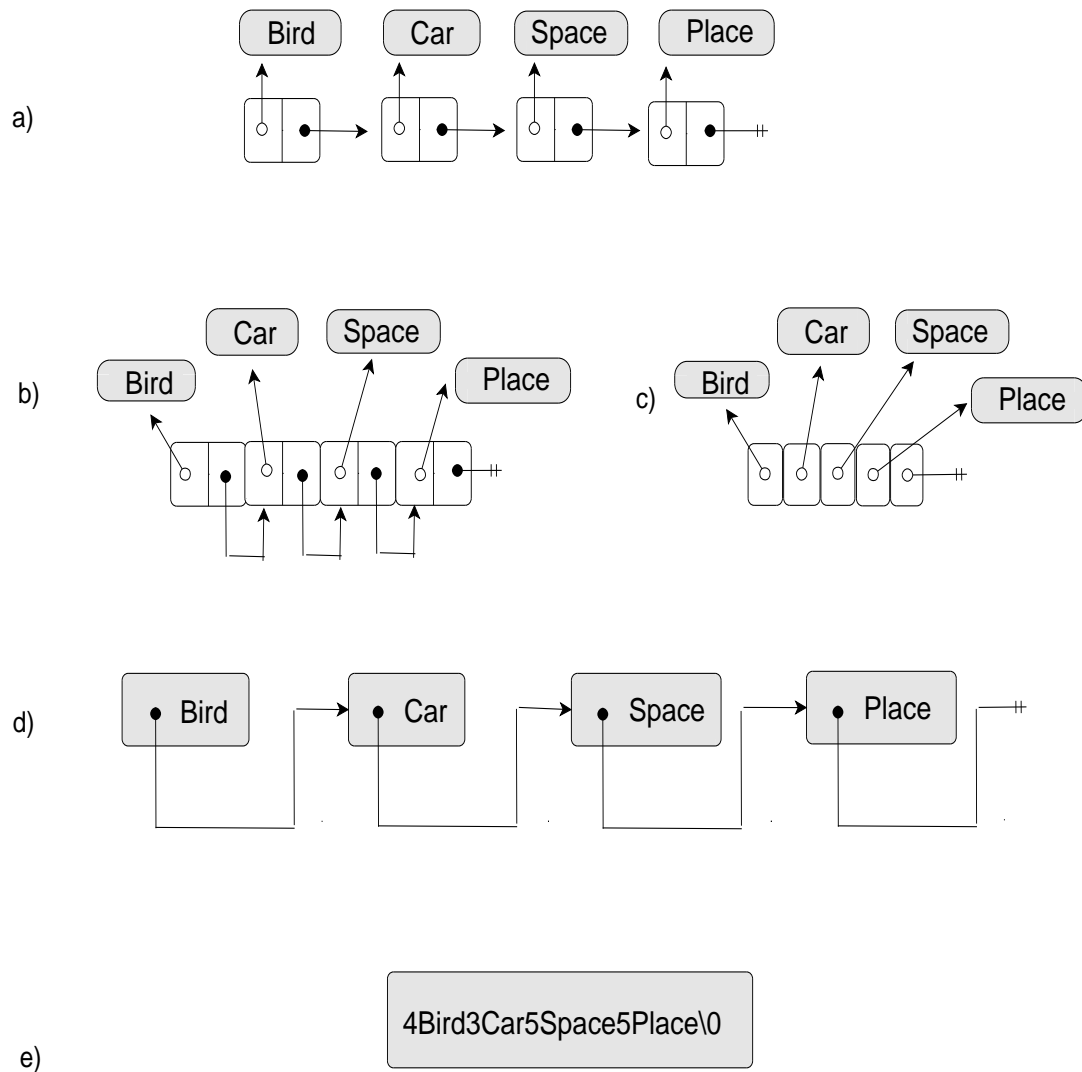 Bird Car Space Place
a)
Car Space
Bird Place
b)
Car Space
Bird Place
c)
d) Bird Car Space Place
4Bird3Car5Space5Place\0
e)